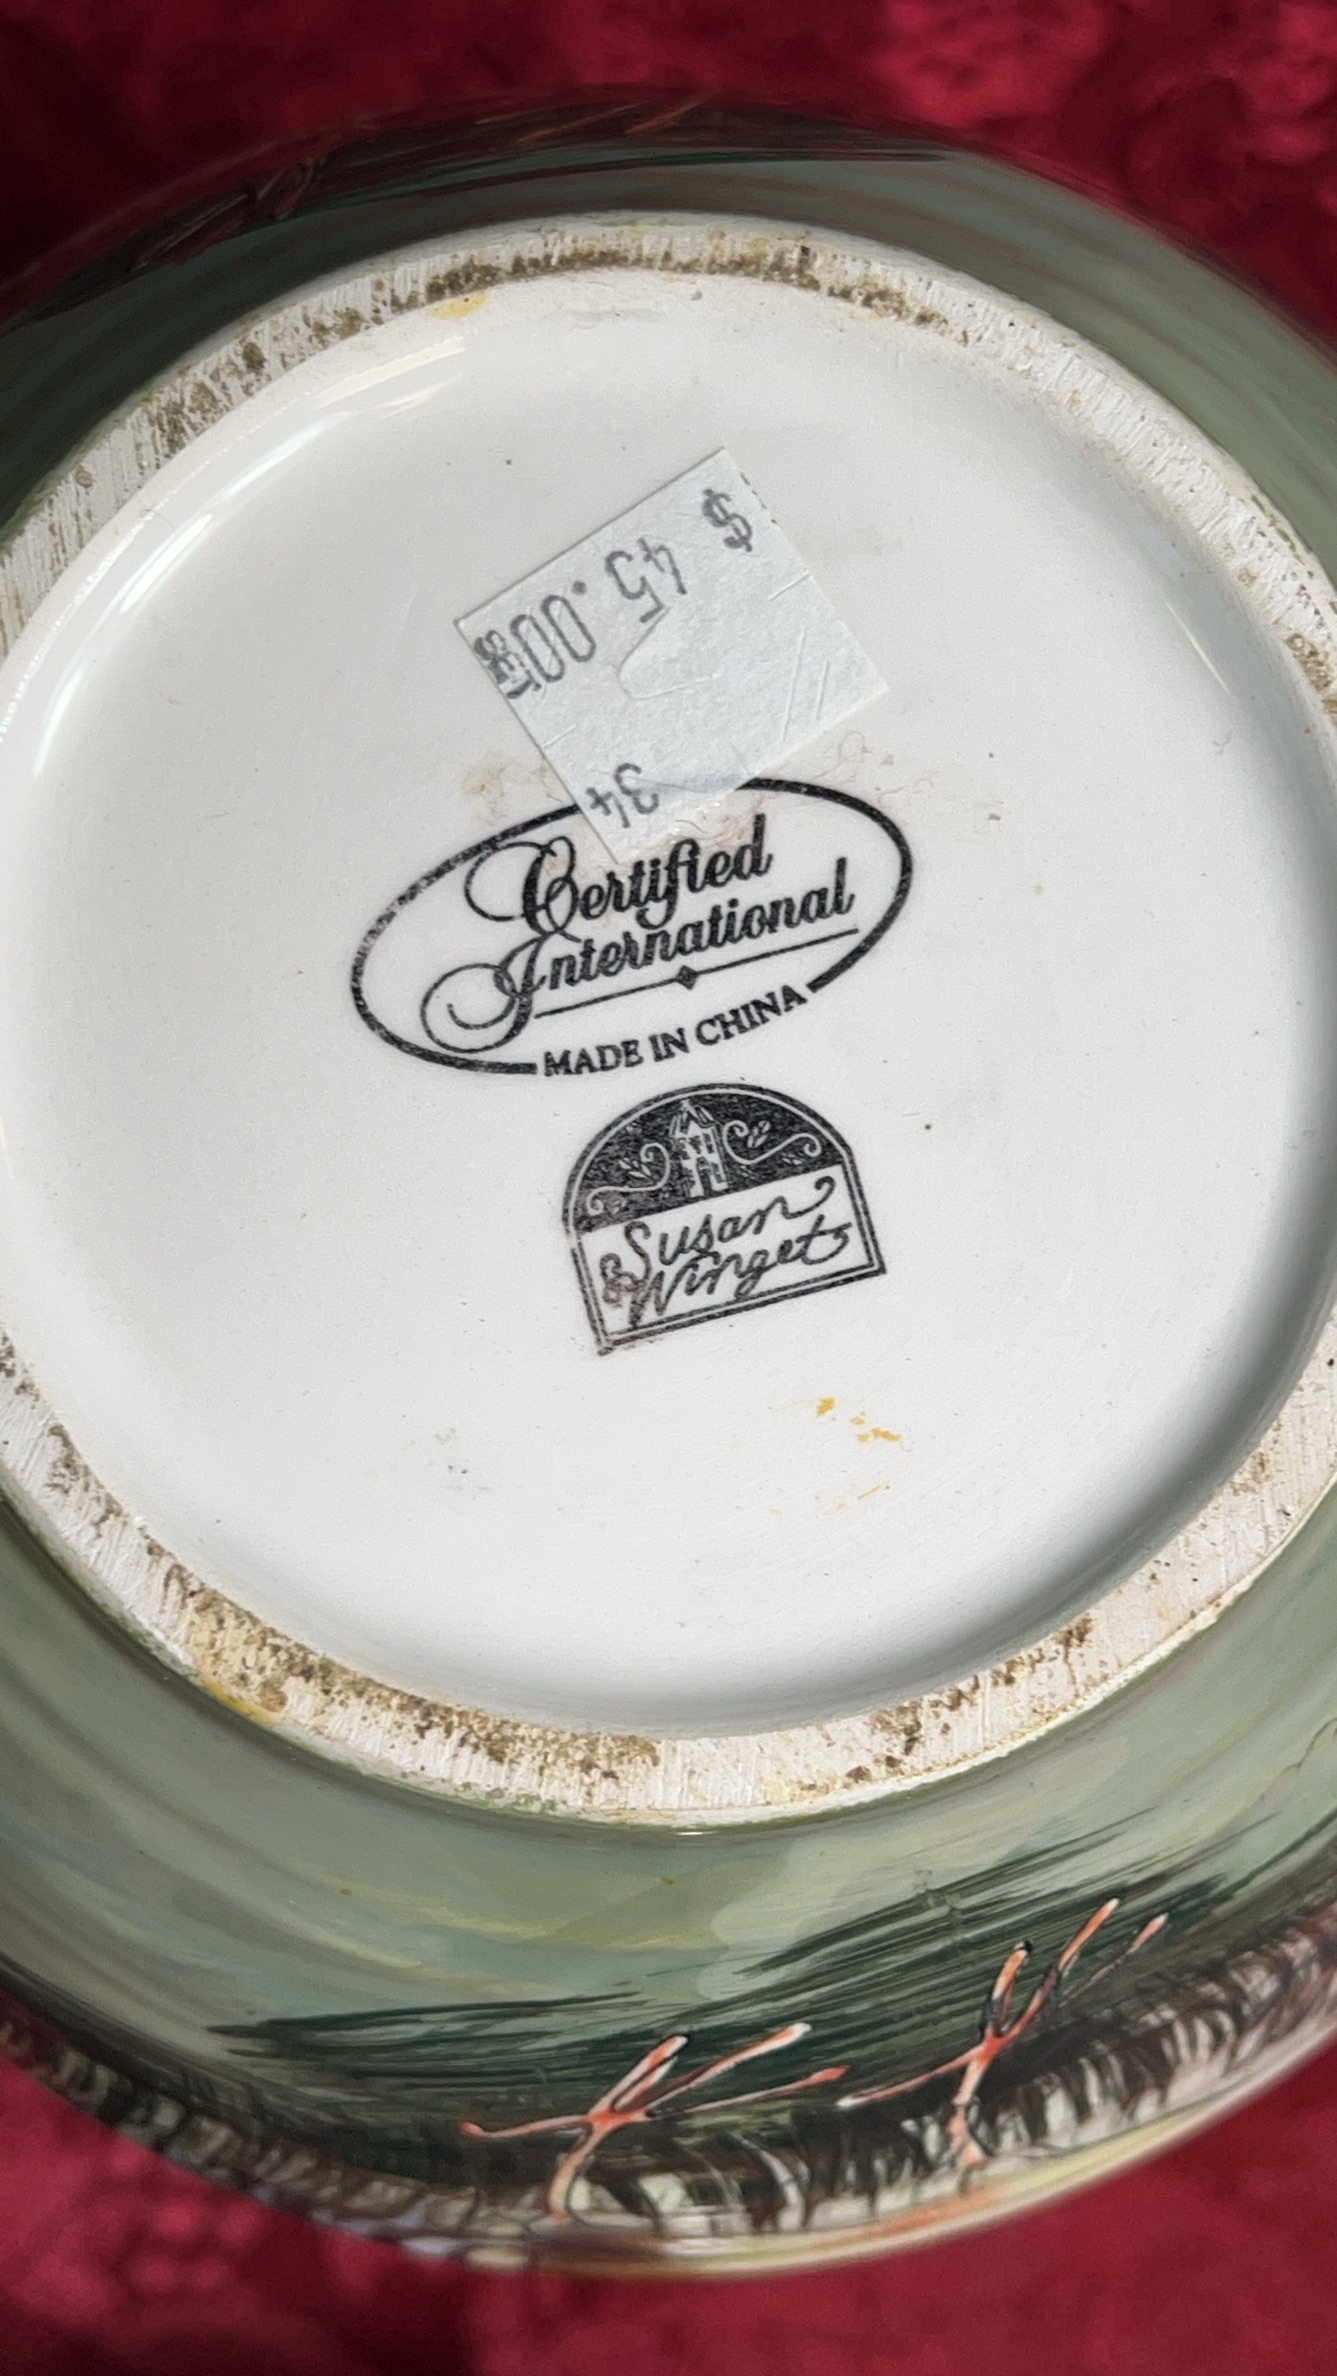 $ 45.00
34
Certified
International
MADE IN CHINA
Susan
Winget